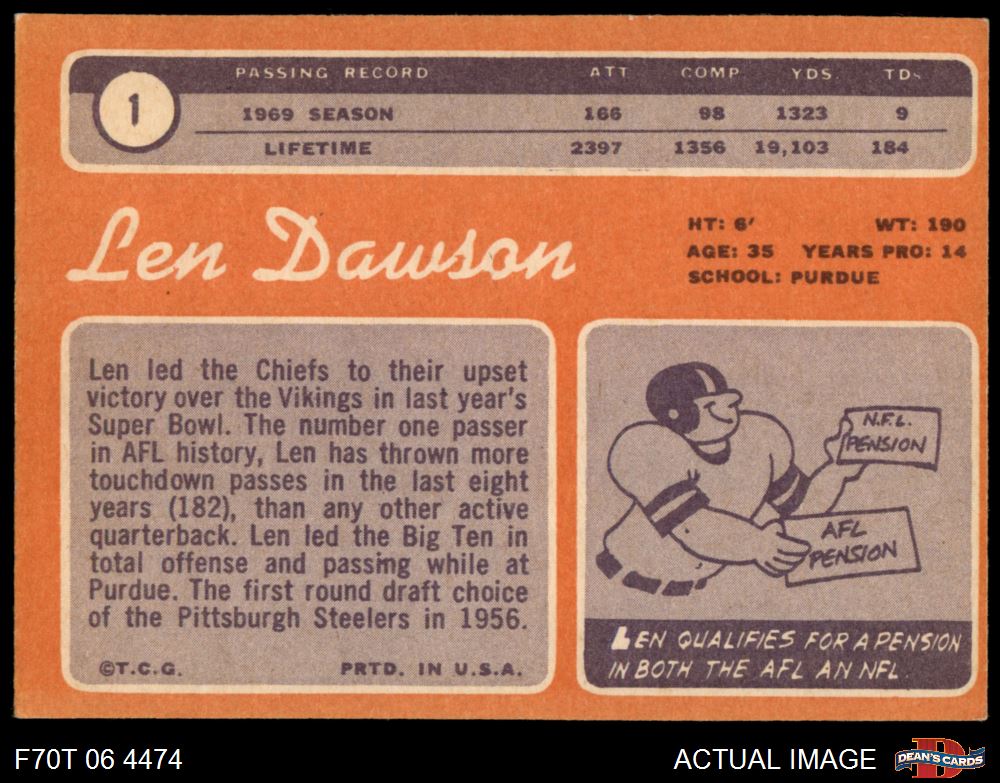 1
PASSING RECORD ATT COMP YDS. TDs
1969 SEASON 166 98 1323 9
LIFETIME 2397 1356 19,103 184
Len Dawson
HT: 6' WT: 190
AGE: 35 YEARS PRO: 14
SCHOOL: PURDUE
Len led the Chiefs to their upset
victory over the Vikings in last year's
Super Bowl. The number one passer
in AFL history, Len has thrown more
touchdown passes in the last eight
years (182), than any other active
quarterback. Len led the Big Ten in
total offense and passing while at
Purdue. The first round draft choice
of the Pittsburgh Steelers in 1956.
©T.C.G. PRTD. IN U.S.A.
N.F.L.
PENSION
AFL
PENSION
LEN QUALIFIES FOR A PENSION
IN BOTH THE AFL AN NFL.
F70T 06 4474
ACTUAL IMAGE
D
DEAN'S CARDS